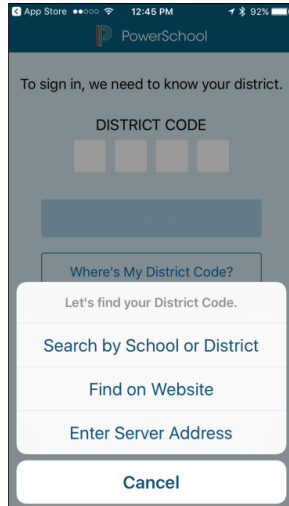 App Store 12:45 PM 92%
PowerSchool
To sign in, we need to know your district.
DISTRICT CODE
Continue
Where's My District Code?
Let's find your District Code.
Search by School or District
Find on Website
Enter Server Address
Cancel